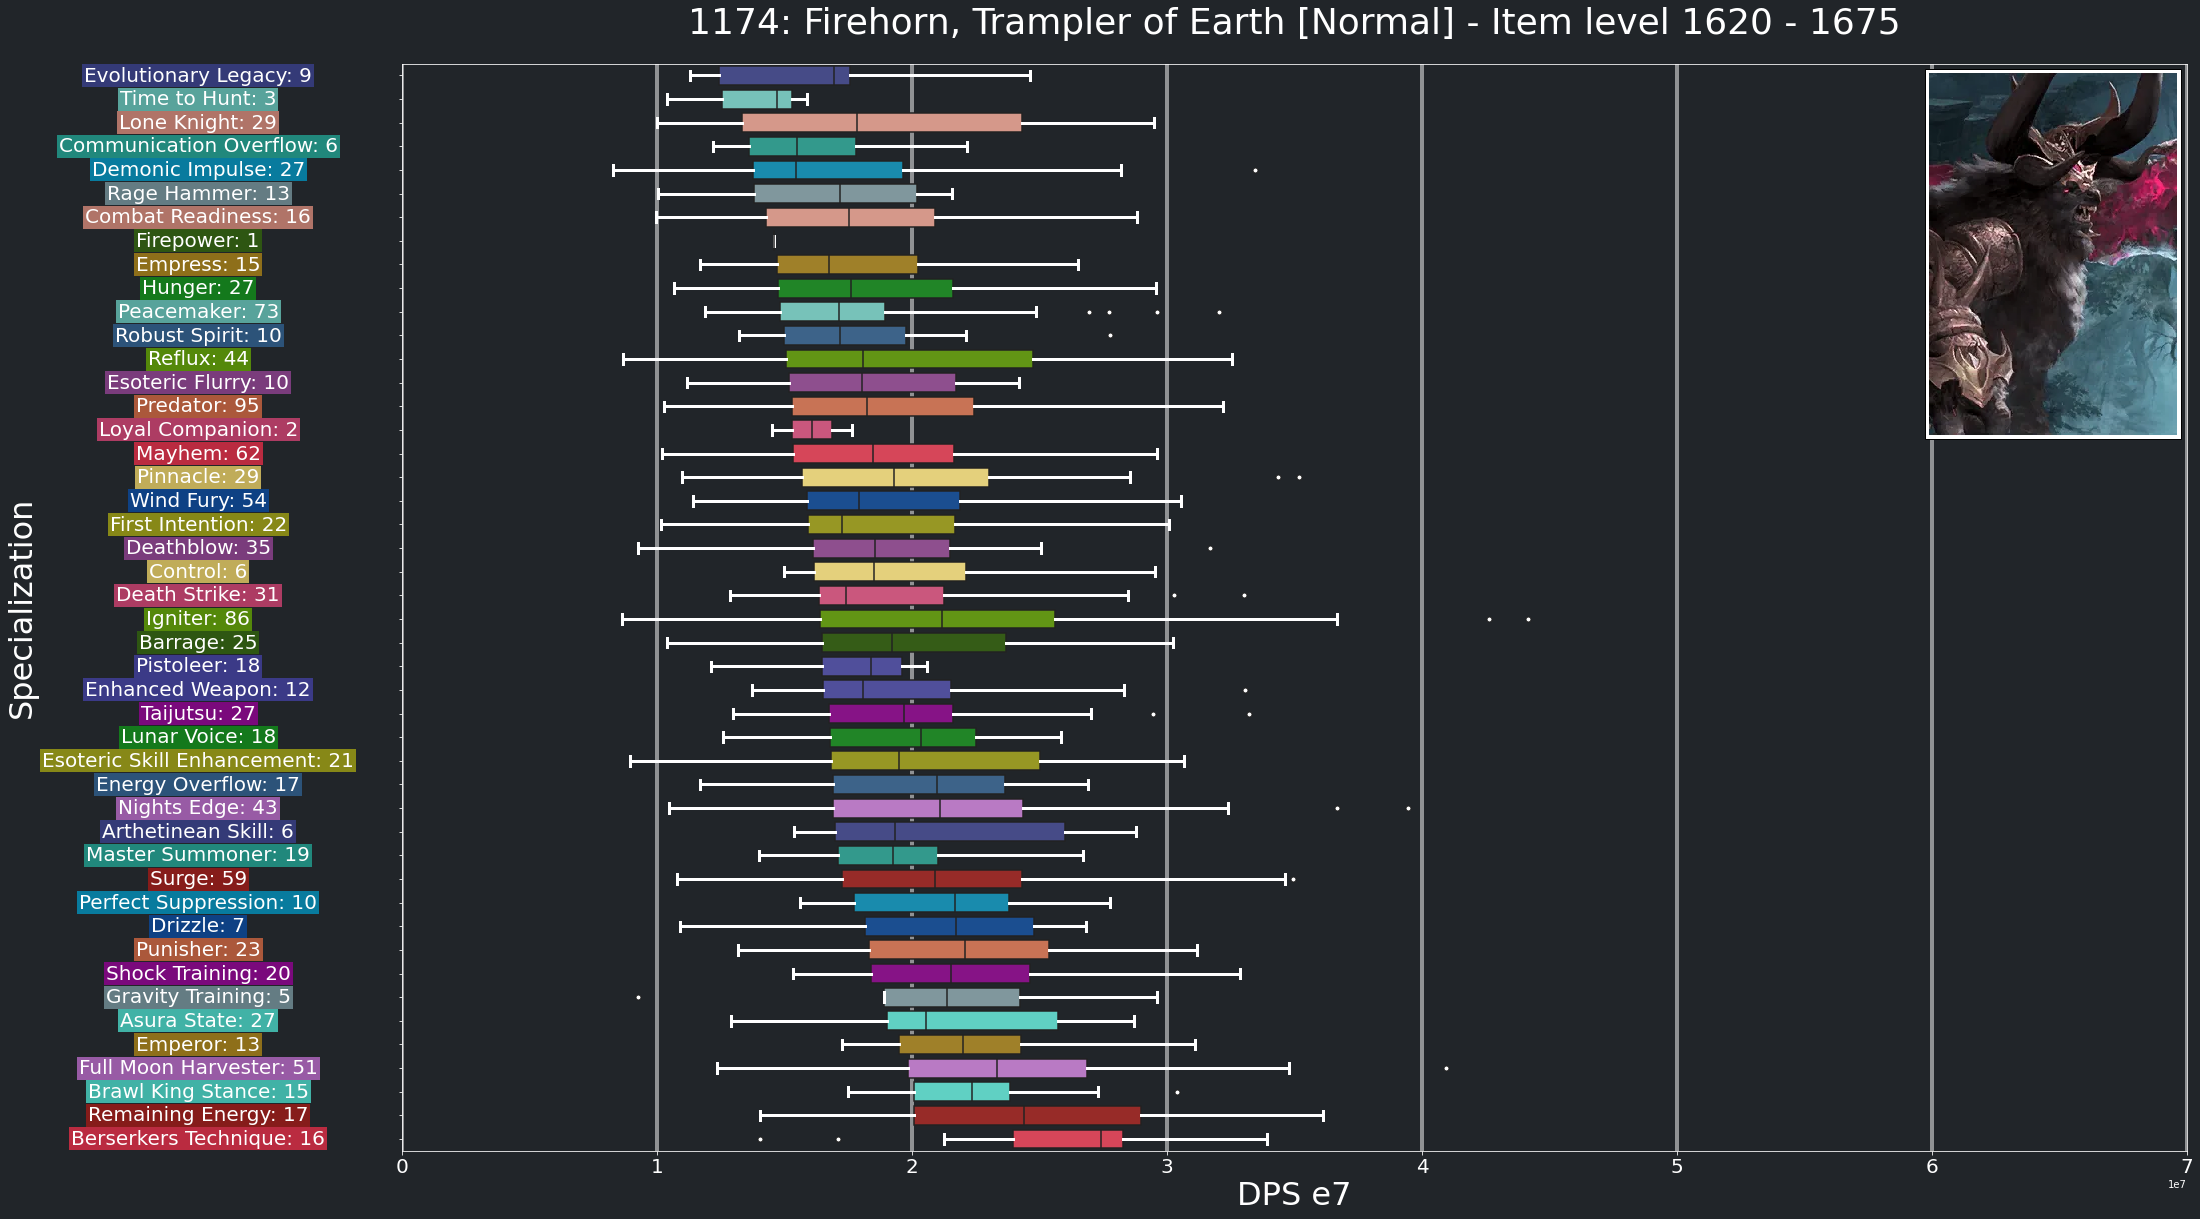 1174: Firehorn, Trampler of Earth [Normal] - Item level 1620 - 1675
Specialization
Evolutionary Legacy: 9
Time to Hunt: 3
Lone Knight: 29
Communication Overflow: 6
Demonic Impulse: 27
Rage Hammer: 13
Combat Readiness: 16
Firepower: 1
Empress: 15
Hunger: 27
Peacemaker: 73
Robust Spirit: 10
Reflux: 44
Esoteric Flurry: 10
Predator: 95
Loyal Companion: 2
Mayhem: 62
Pinnacle: 29
Wind Fury: 54
First Intention: 22
Deathblow: 35
Control: 6
Death Strike: 31
Igniter: 86
Barrage: 25
Pistoleer: 18
Enhanced Weapon: 12
Taijutsu: 27
Lunar Voice: 18
Esoteric Skill Enhancement: 21
Energy Overflow: 17
Nights Edge: 43
Arthetinean Skill: 6
Master Summoner: 19
Surge: 59
Perfect Suppression: 10
Drizzle: 7
Punisher: 23
Shock Training: 20
Gravity Training: 5
Asura State: 27
Emperor: 13
Full Moon Harvester: 51
Brawl King Stance: 15
Remaining Energy: 17
Berserkers Technique: 16
0 1 2 3 4 5 6 7
1e7
DPS e7